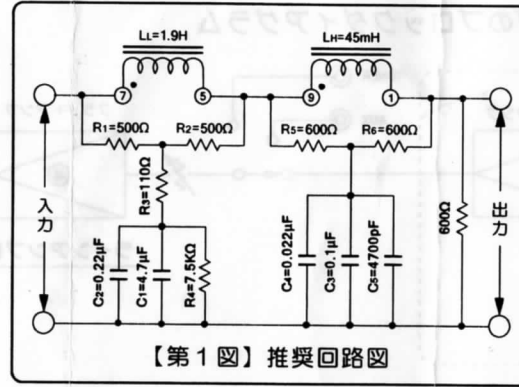 LL=1.9H
LH=45mH
7
5
9
1
R1=500Ω
R2=500Ω
R5=600Ω
R6=600Ω
R3=110Ω
C2=0.22μF
C1=4.7μF
R4=7.5KΩ
C4=0.022μF
C3=0.1μF
C5=4700pF
600Ω
入力
出力
【第1図】推奨回路図